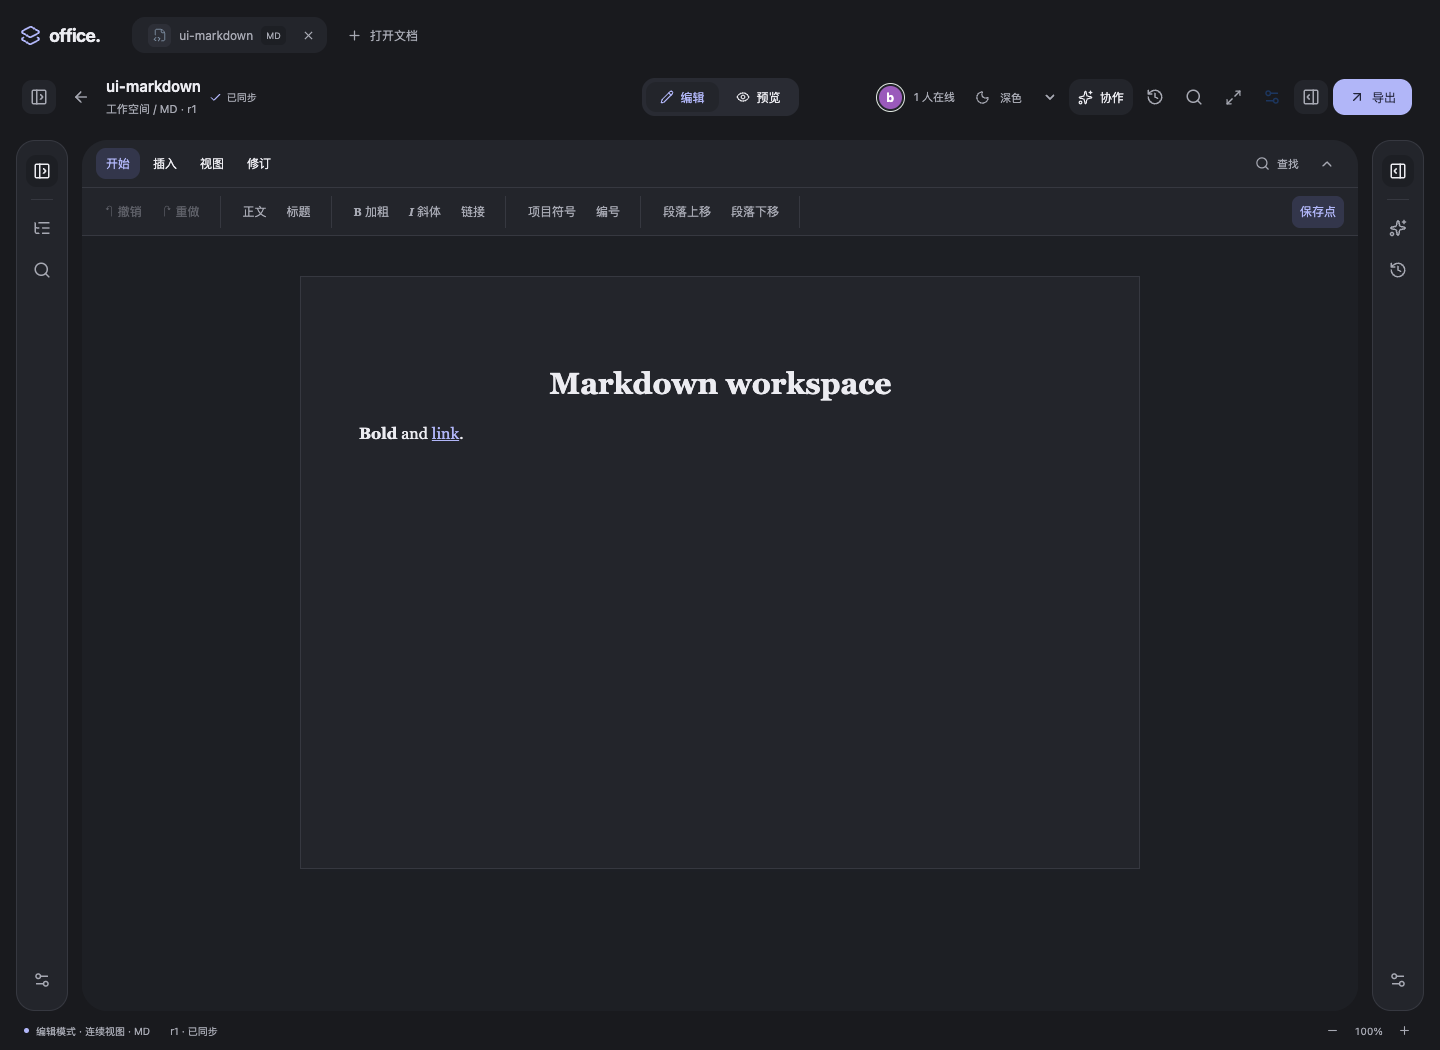 office.
ui-markdown MD
打开文档
ui-markdown
已同步
工作空间 / MD · r1
编辑
预览
b
1 人在线
深色
协作
导出
开始 插入 视图 修订
查找
撤销 重做 正文 标题 B 加粗 I 斜体 链接 项目符号 编号 段落上移 段落下移
保存点
Markdown workspace
Bold and link.
编辑模式 · 连续视图 · MD r1 · 已同步
100%